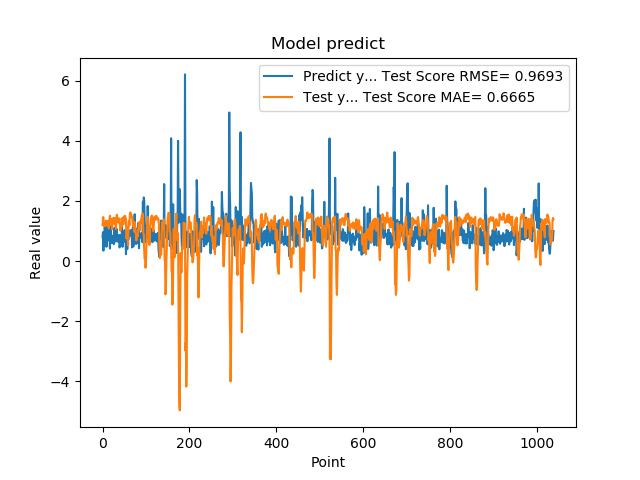 Model predict
Predict y... Test Score RMSE= 0.9693
Test y... Test Score MAE= 0.6665
Real value
6
4
2
0
−2
−4
0 200 400 600 800 1000
Point